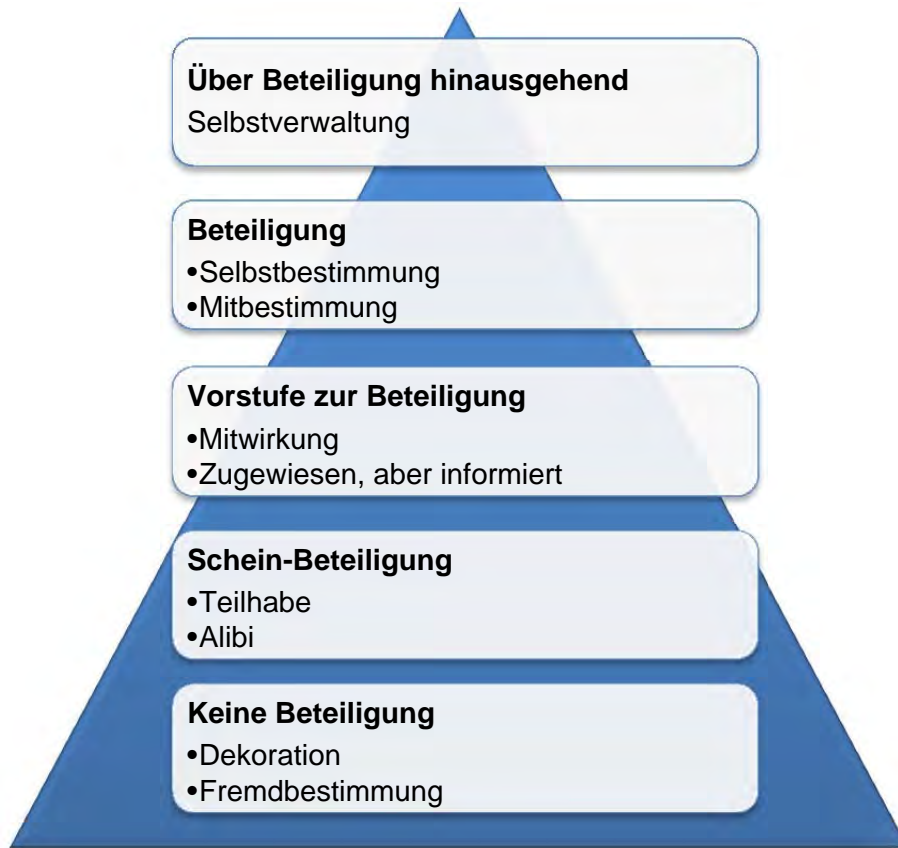 Über Beteiligung hinausgehend
Selbstverwaltung
Beteiligung
•Selbstbestimmung
•Mitbestimmung
Vorstufe zur Beteiligung
•Mitwirkung
•Zugewiesen, aber informiert
Schein-Beteiligung
•Teilhabe
•Alibi
Keine Beteiligung
•Dekoration
•Fremdbestimmung